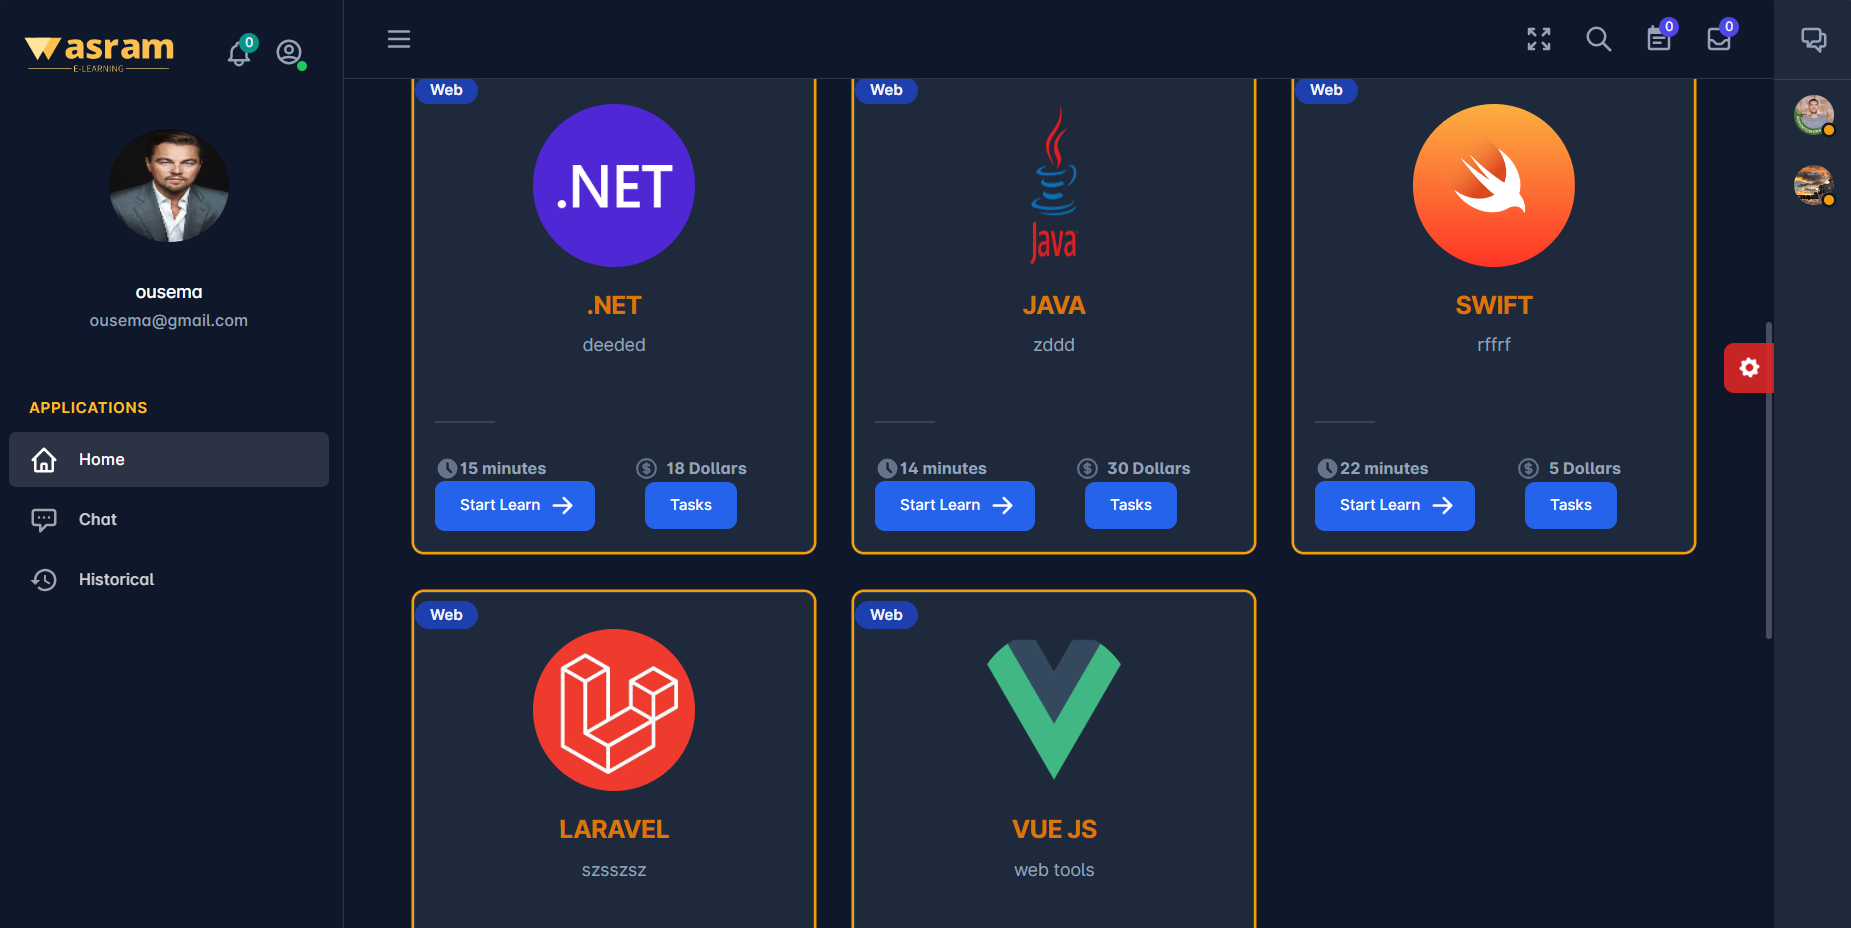 Wasram
E-LEARNING
0
ousema
ousema@gmail.com
APPLICATIONS
Home
Chat
Historical
0
0
Web
.NET
.NET
deeded
15 minutes
18 Dollars
Start Learn
Tasks
Web
Java
JAVA
zddd
14 minutes
30 Dollars
Start Learn
Tasks
Web
SWIFT
rffrf
22 minutes
5 Dollars
Start Learn
Tasks
Web
LARAVEL
szsszsz
Web
VUE JS
web tools